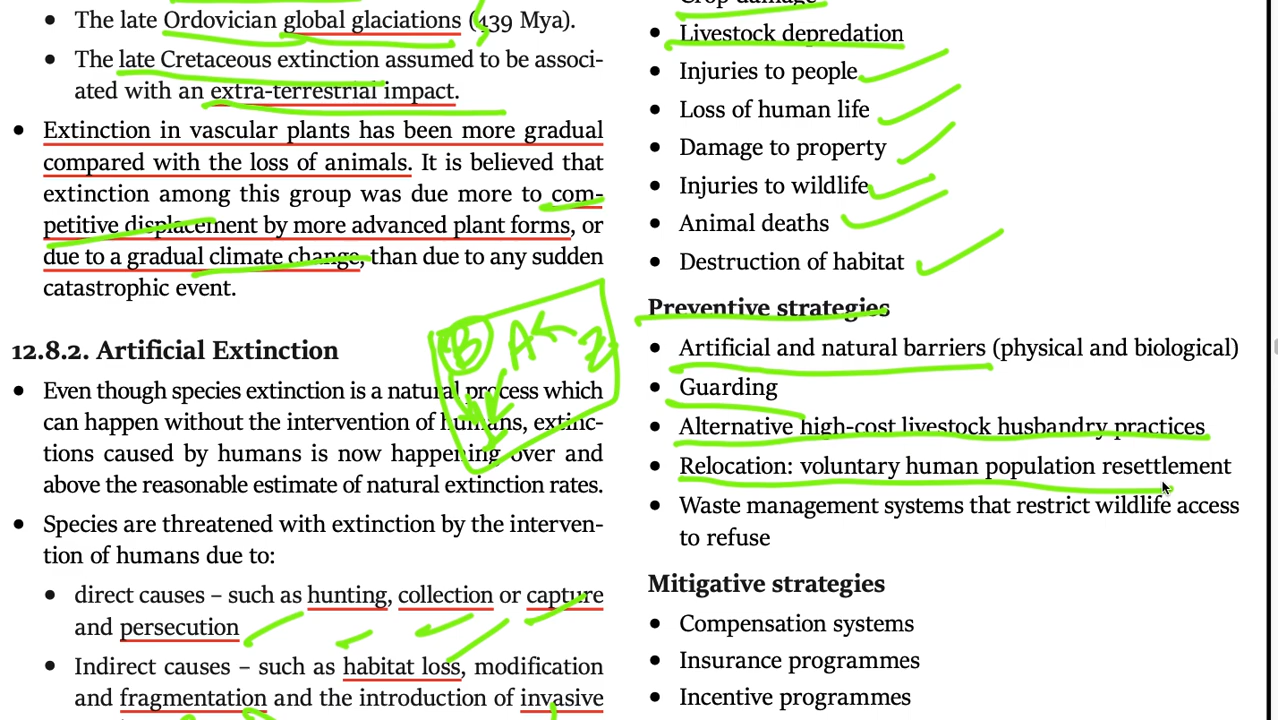 • The late Ordovician global glaciations (439 Mya).
• The late Cretaceous extinction assumed to be associ-
ated with an extra-terrestrial impact.
• Extinction in vascular plants has been more gradual
compared with the loss of animals. It is believed that
extinction among this group was due more to com-
petitive displacement by more advanced plant forms, or
due to a gradual climate change, than due to any sudden
catastrophic event.
12.8.2. Artificial Extinction
• Even though species extinction is a natural process which
can happen without the intervention of humans, extinc-
tions caused by humans is now happening over and
above the reasonable estimate of natural extinction rates.
• Species are threatened with extinction by the interven-
tion of humans due to:
• direct causes – such as hunting, collection or capture
and persecution
• Indirect causes – such as habitat loss, modification
and fragmentation and the introduction of invasive
B A Z
Crop damage
• Livestock depredation
• Injuries to people
• Loss of human life
• Damage to property
• Injuries to wildlife
• Animal deaths
• Destruction of habitat
Preventive strategies
• Artificial and natural barriers (physical and biological)
• Guarding
• Alternative high-cost livestock husbandry practices
• Relocation: voluntary human population resettlement
• Waste management systems that restrict wildlife access
to refuse
Mitigative strategies
• Compensation systems
• Insurance programmes
• Incentive programmes